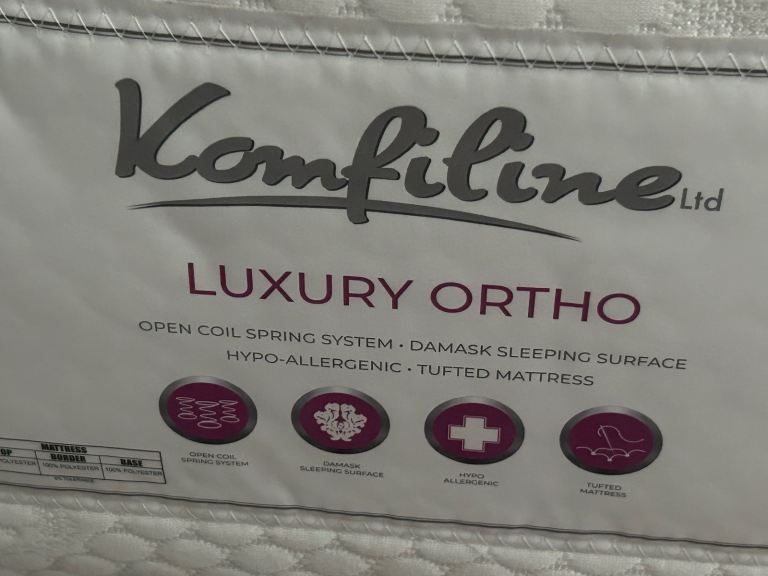 Komfiline Ltd
LUXURY ORTHO
OPEN COIL SPRING SYSTEM • DAMASK SLEEPING SURFACE
HYPO-ALLERGENIC • TUFTED MATTRESS
OPEN COIL
SPRING SYSTEM
DAMASK
SLEEPING SURFACE
HYPO
ALLERGENIC
TUFTED
MATTRESS
MATTRESS
BORDER BASE
100% POLYESTER 100% POLYESTER